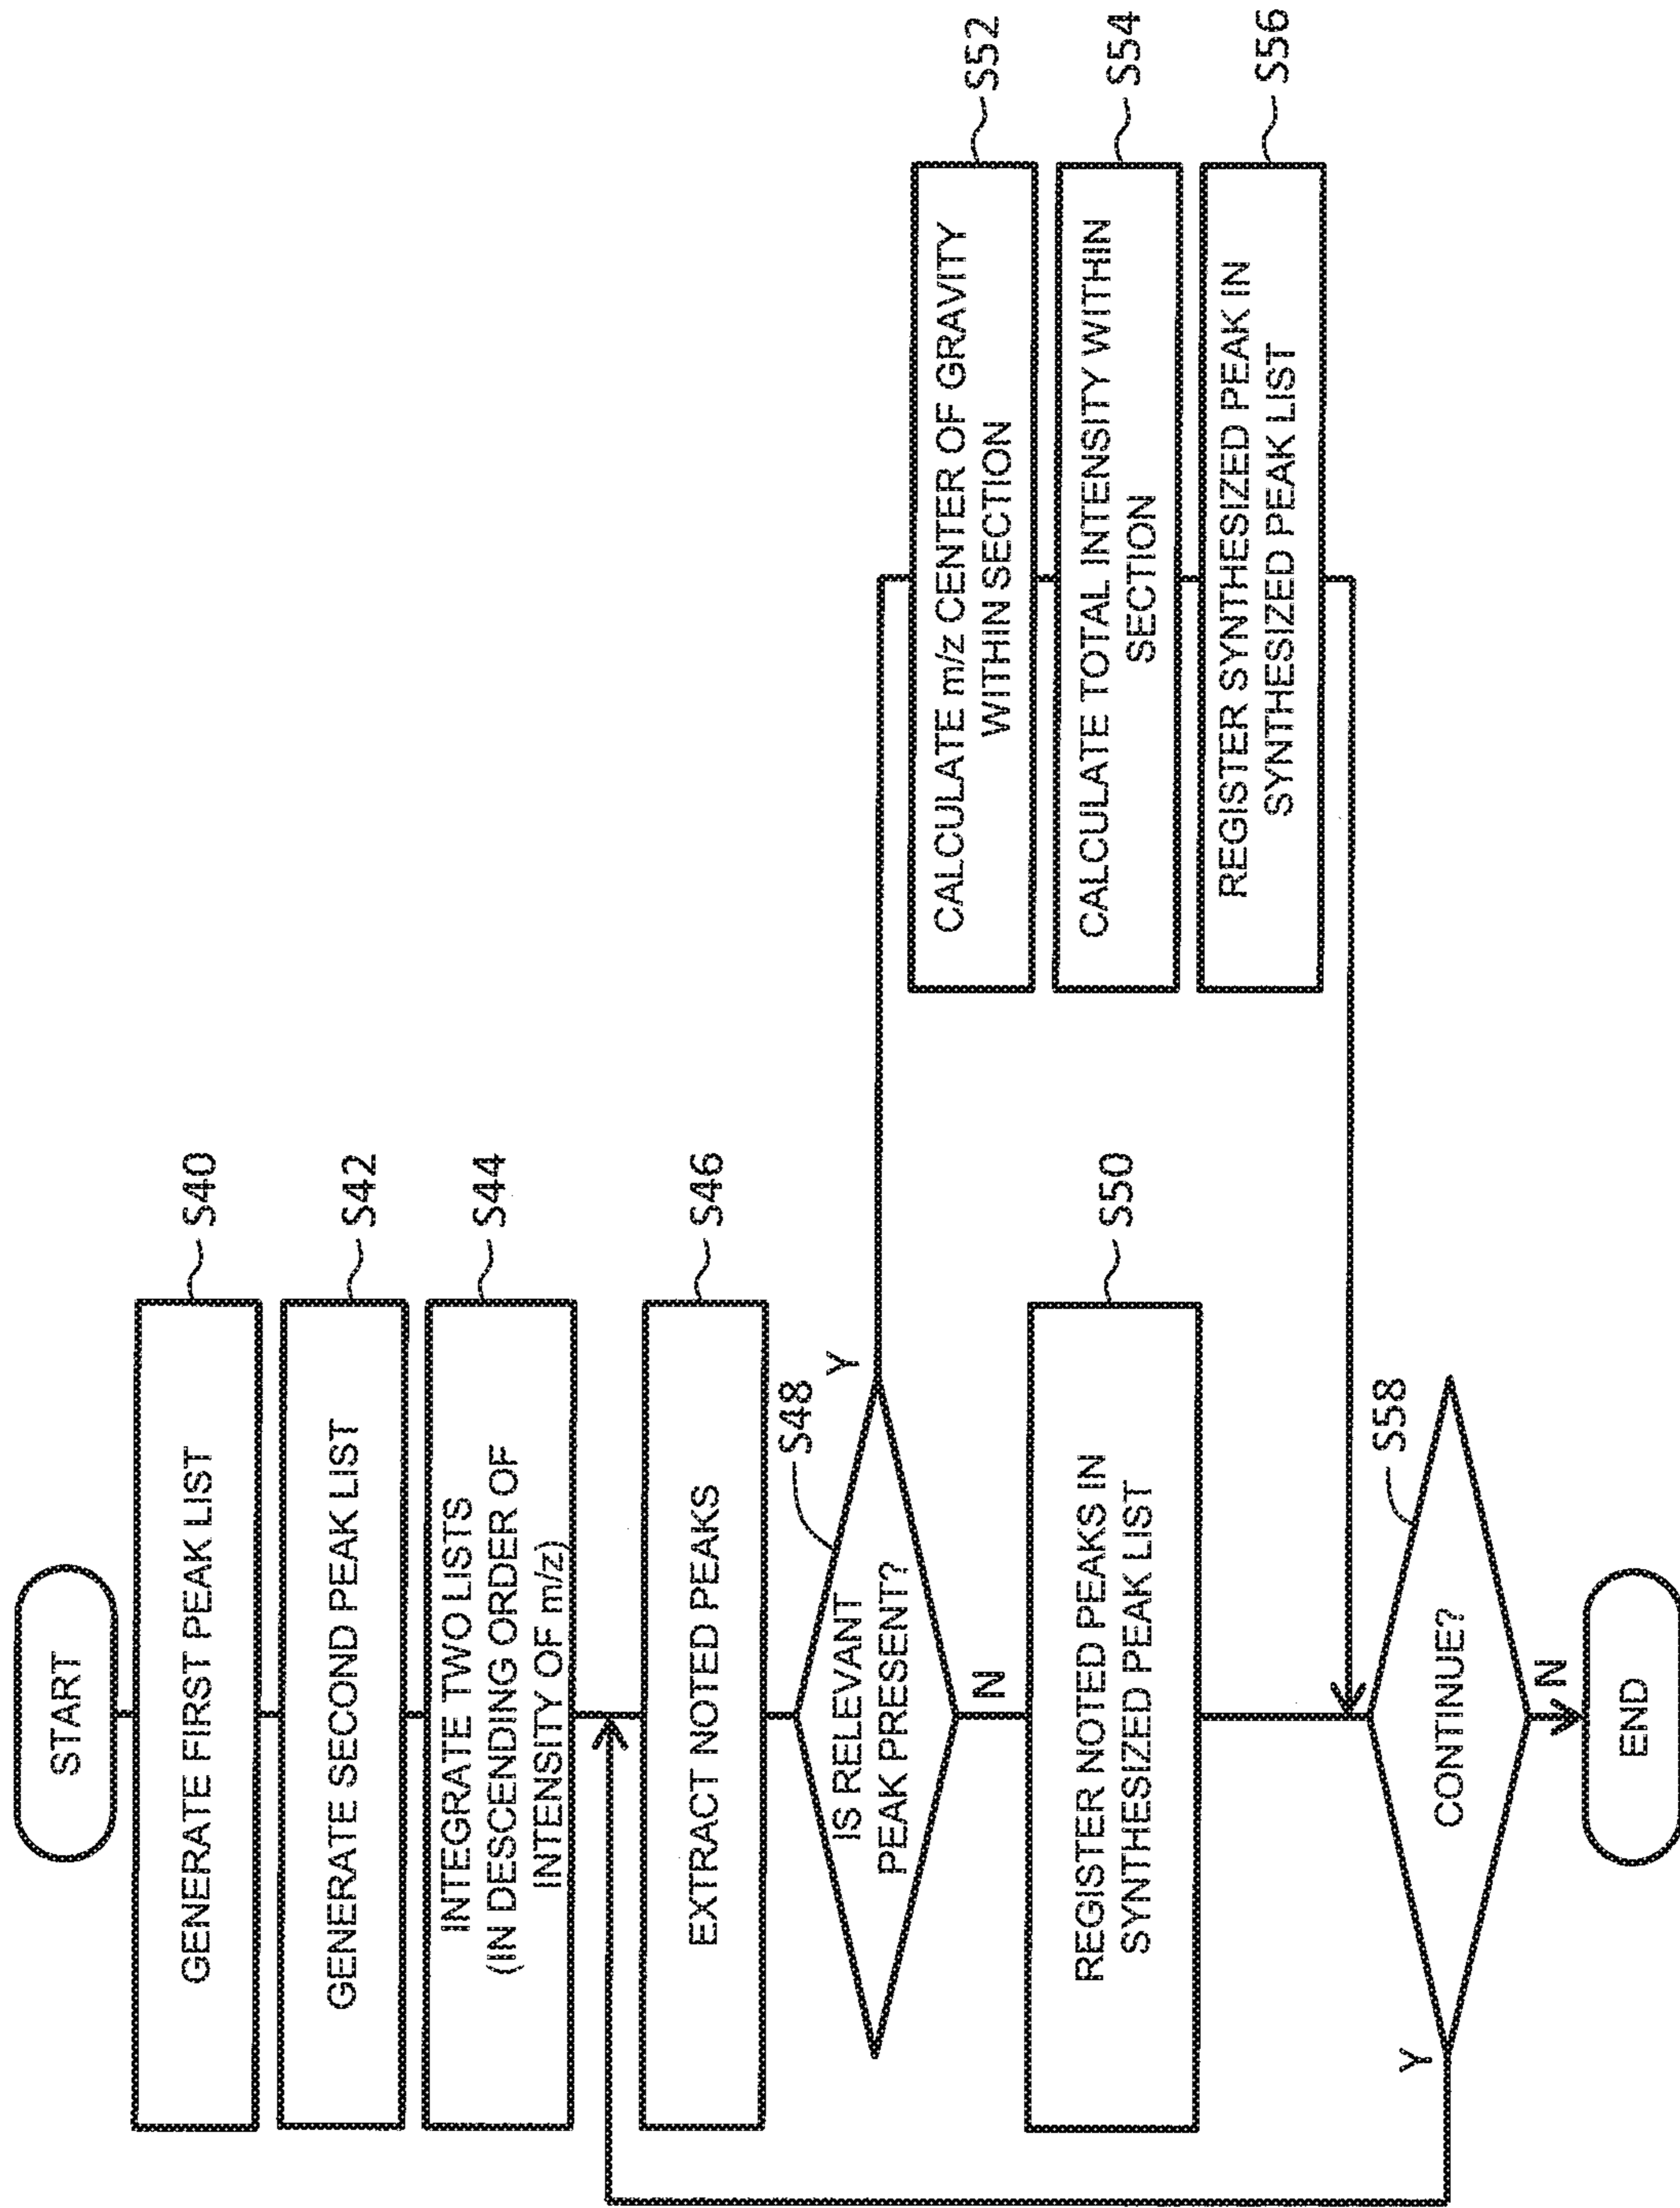 START
GENERATE FIRST PEAK LIST
S40
GENERATE SECOND PEAK LIST
S42
INTEGRATE TWO LISTS
(IN DESCENDING ORDER OF
INTENSITY OF m/z)
S44
EXTRACT NOTED PEAKS
S46
S48
IS RELEVANT
PEAK PRESENT?
Y
N
REGISTER NOTED PEAKS IN
SYNTHESIZED PEAK LIST
S50
CALCULATE m/z CENTER OF GRAVITY
WITHIN SECTION
S52
CALCULATE TOTAL INTENSITY WITHIN
SECTION
S54
REGISTER SYNTHESIZED PEAK IN
SYNTHESIZED PEAK LIST
S56
S58
CONTINUE?
Y
N
END